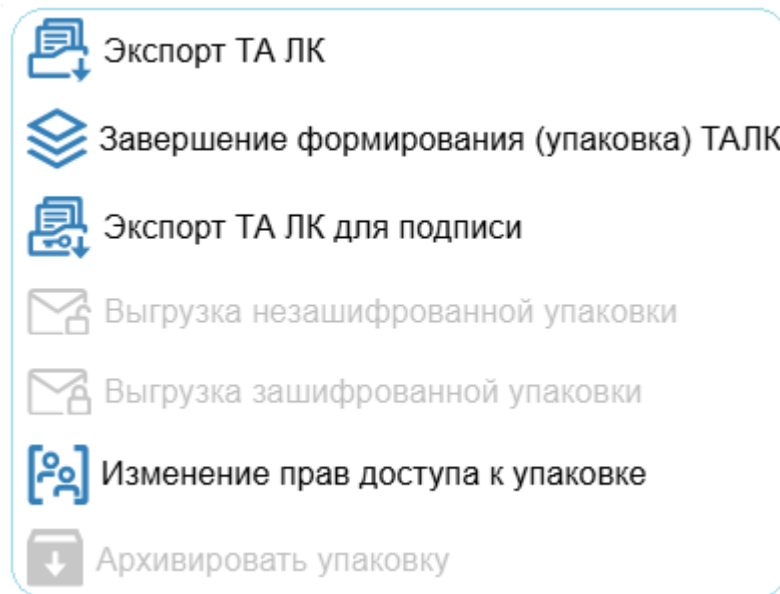 Экспорт ТА ЛК
Завершение формирования (упаковка) ТАЛК
Экспорт ТА ЛК для подписи
Выгрузка незашифрованной упаковки
Выгрузка зашифрованной упаковки
Изменение прав доступа к упаковке
Архивировать упаковку